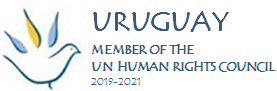 URUGUAY
MEMBER OF THE
UN HUMAN RIGHTS COUNCIL
2019-2021